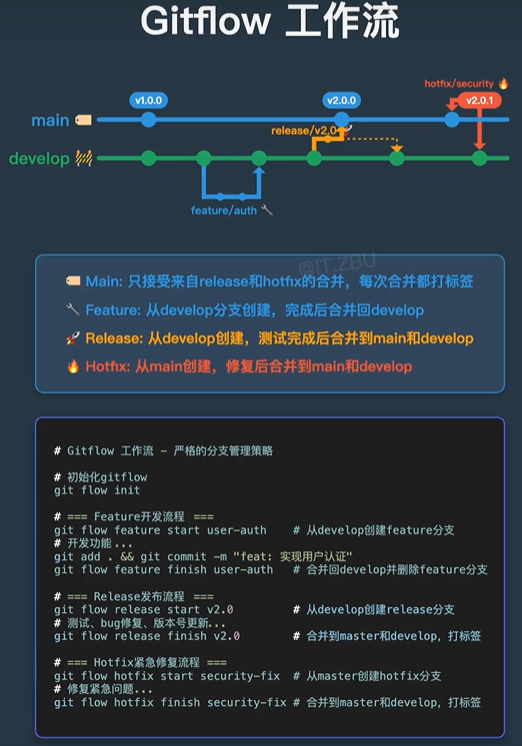 Gitflow 工作流
hotfix/security 🔥
v1.0.0
v2.0.0
v2.0.1
main 🏷️
release/v2.0 🚀
develop 🚧
feature/auth 🔧
@IT.ZBU
🏷️ Main: 只接受来自release和hotfix的合并，每次合并都打标签
🔧 Feature: 从develop分支创建，完成后合并回develop
🚀 Release: 从develop创建，测试完成后合并到main和develop
🔥 Hotfix: 从main创建，修复后合并到main和develop
# Gitflow 工作流 - 严格的分支管理策略
# 初始化gitflow
git flow init
# === Feature开发流程 ===
git flow feature start user-auth # 从develop创建feature分支
# 开发功能...
git add . && git commit -m "feat: 实现用户认证"
git flow feature finish user-auth # 合并回develop并删除feature分支
# === Release发布流程 ===
git flow release start v2.0 # 从develop创建release分支
# 测试、bug修复、版本号更新...
git flow release finish v2.0 # 合并到master和develop，打标签
# === Hotfix紧急修复流程 ===
git flow hotfix start security-fix # 从master创建hotfix分支
# 修复紧急问题...
git flow hotfix finish security-fix # 合并到master和develop，打标签